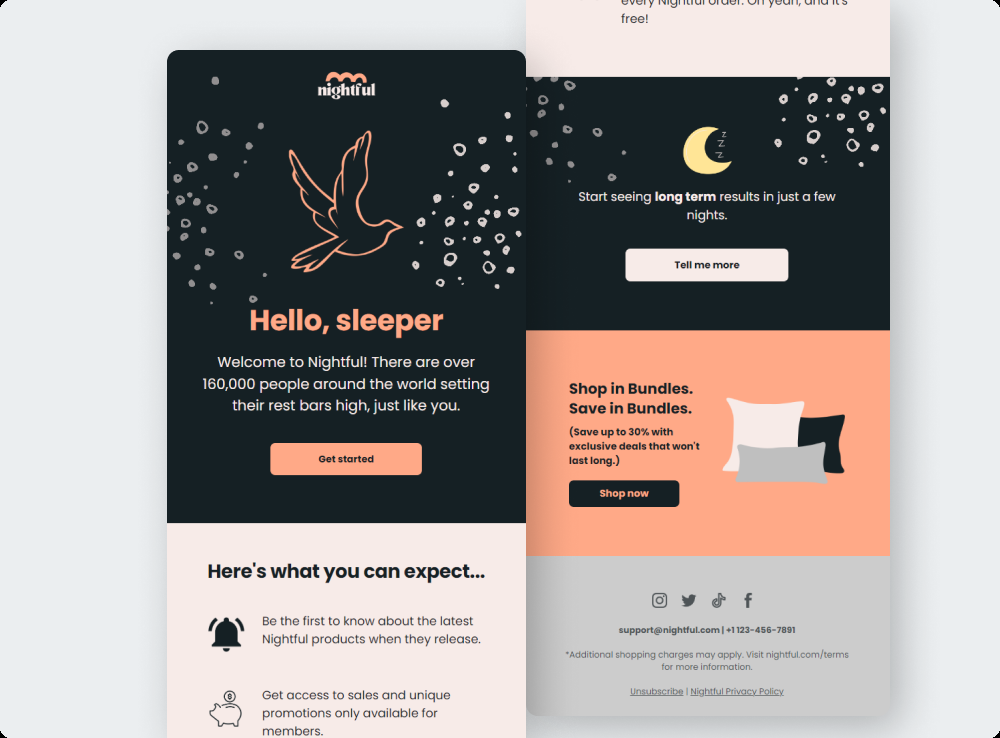 nightful
Hello, sleeper
Welcome to Nightful! There are over
160,000 people around the world setting
their rest bars high, just like you.
Get started
Here's what you can expect...
Be the first to know about the latest
Nightful products when they release.
Get access to sales and unique
promotions only available for
members.
every Nightful order. Oh yeah, and it's
free!
z
z
z
Start seeing long term results in just a few
nights.
Tell me more
Shop in Bundles.
Save in Bundles.
(Save up to 30% with
exclusive deals that won't
last long.)
Shop now
support@nightful.com | +1 123-456-7891
*Additional shopping charges may apply. Visit nightful.com/terms
for more information.
Unsubscribe | Nightful Privacy Policy